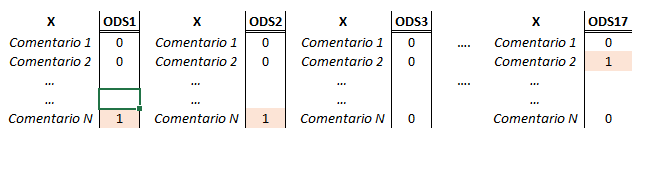 X ODS1 X ODS2 X ODS3 X ODS17
Comentario 1 0 Comentario 1 0 Comentario 1 0 .... Comentario 1 0
Comentario 2 0 Comentario 2 0 Comentario 2 0 Comentario 2 1
... ... ... .... ...
... ... ... ...
Comentario N 1 Comentario N 1 Comentario N 0 Comentario N 0